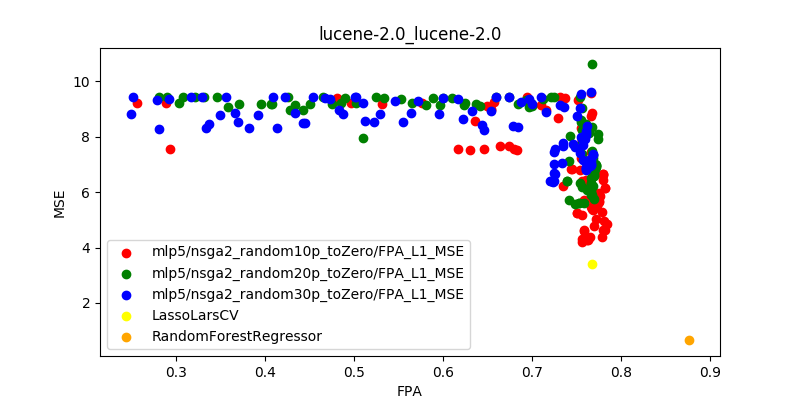 lucene-2.0_lucene-2.0
10
8
6
4
2
MSE
mlp5/nsga2_random10p_toZero/FPA_L1_MSE
mlp5/nsga2_random20p_toZero/FPA_L1_MSE
mlp5/nsga2_random30p_toZero/FPA_L1_MSE
LassoLarsCV
RandomForestRegressor
0.3 0.4 0.5 0.6 0.7 0.8 0.9
FPA